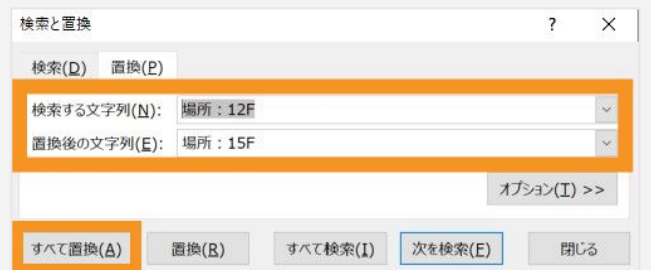 検索と置換 ? ×
検索(D) 置換(P)
検索する文字列(N): 場所：12F
置換後の文字列(E): 場所：15F
オプション(T) >>
すべて置換(A) 置換(R) すべて検索(I) 次を検索(F) 閉じる